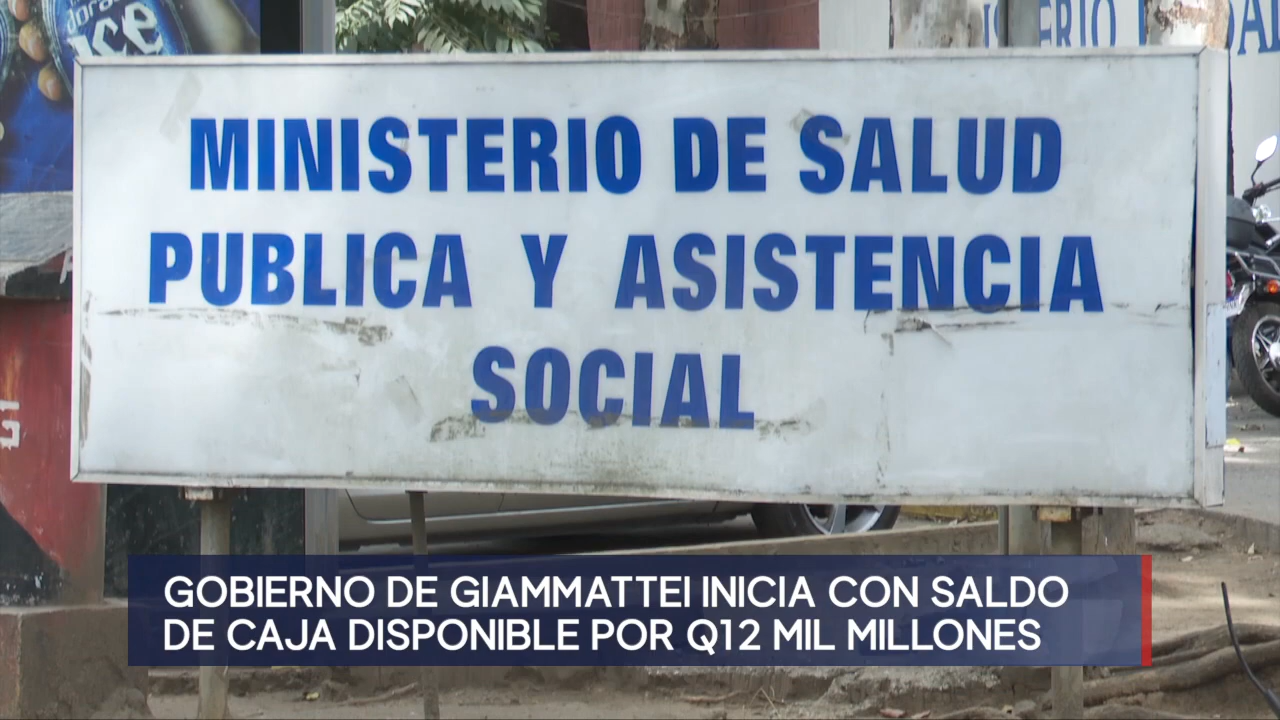 MINISTERIO DE SALUD
PUBLICA Y ASISTENCIA
SOCIAL
GOBIERNO DE GIAMMATTEI INICIA CON SALDO
DE CAJA DISPONIBLE POR Q12 MIL MILLONES